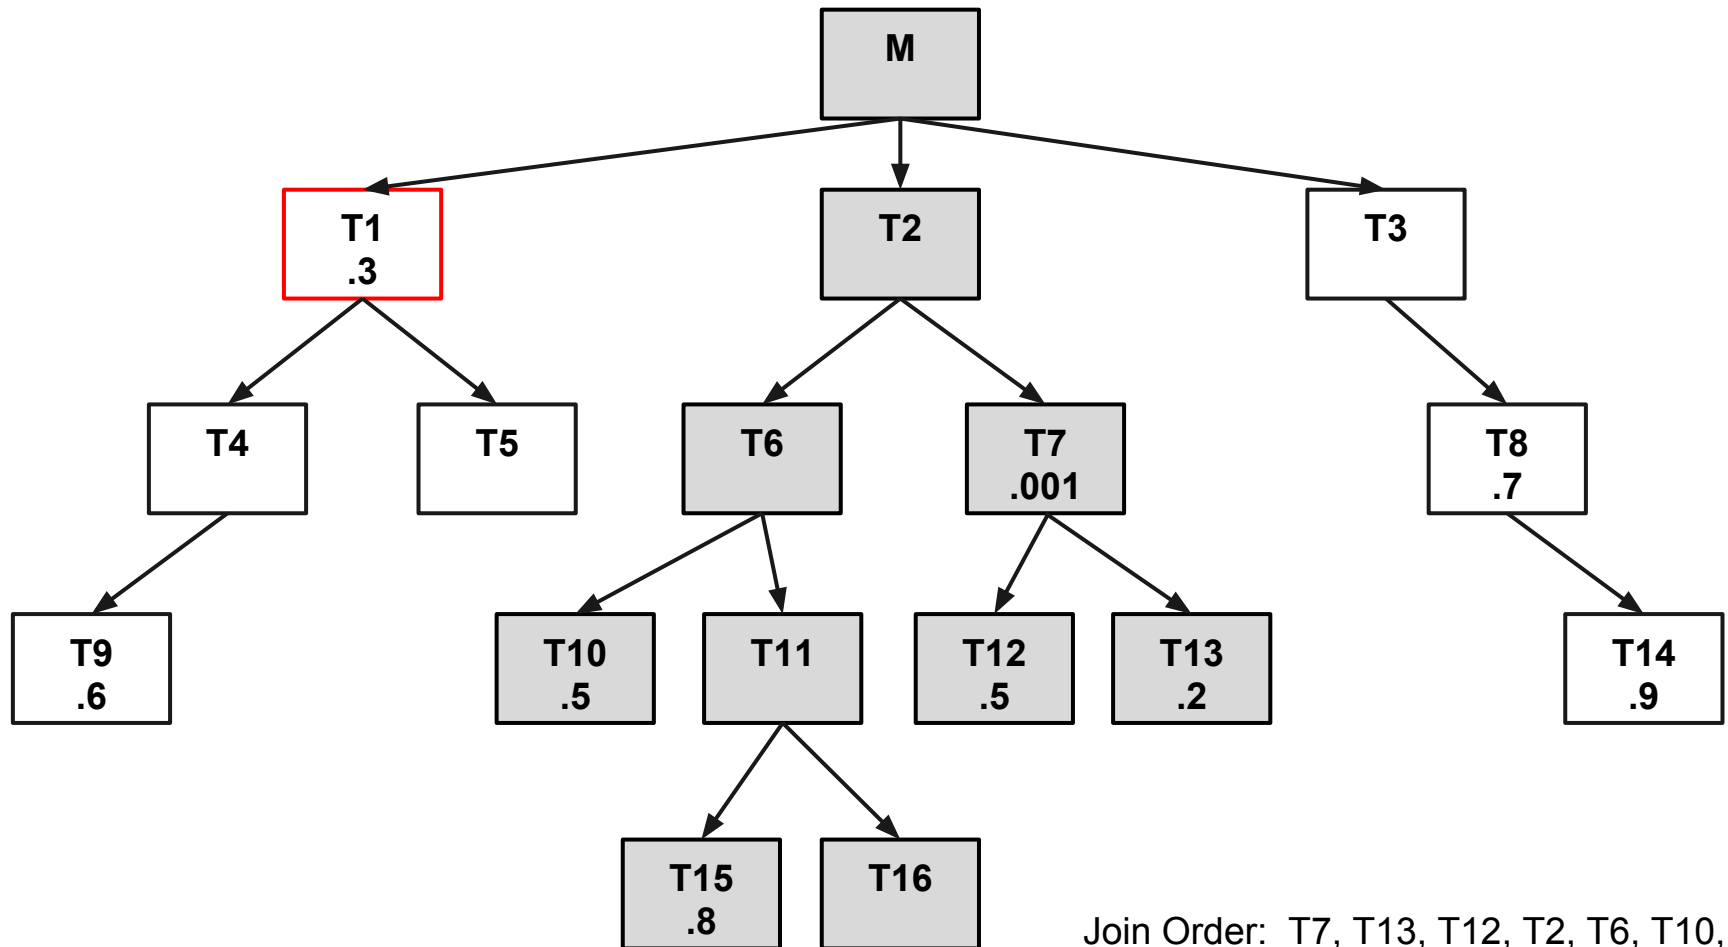 M
T1
.3
T2
T3
T4
T5
T6
T7
.001
T8
.7
T9
.6
T10
.5
T11
T12
.5
T13
.2
T14
.9
T15
.8
T16
Join Order: T7, T13, T12, T2, T6, T10,